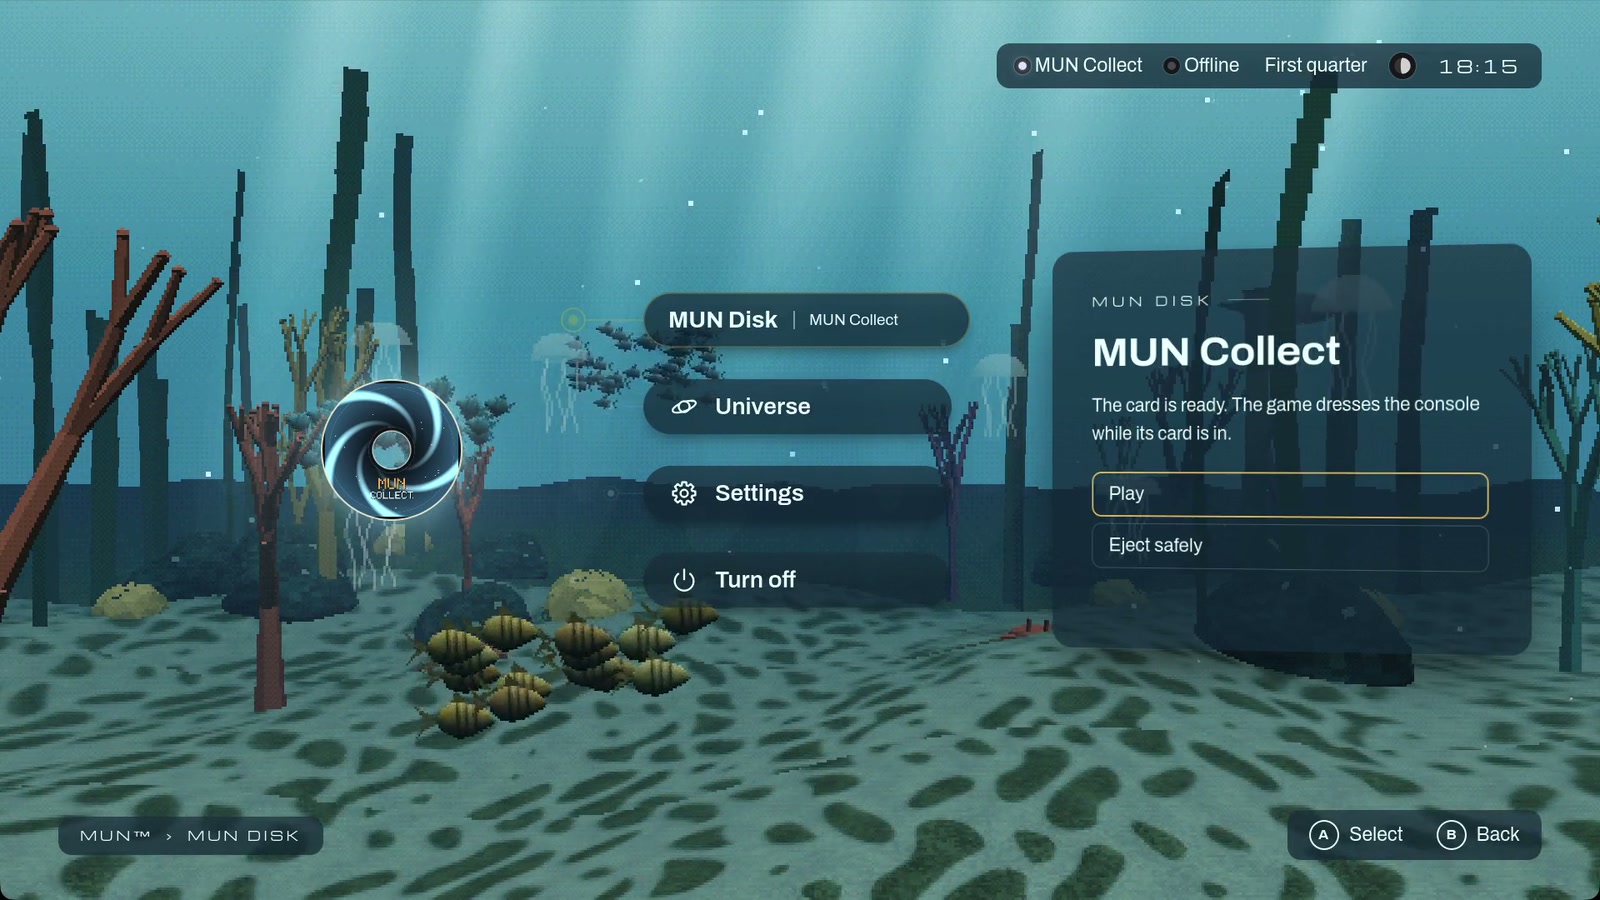 MUN Collect Offline First quarter 18:15
MUN Disk | MUN Collect
Universe
Settings
Turn off
MUN
COLLECT
MUN DISK
MUN Collect
The card is ready. The game dresses the console
while its card is in.
Play
Eject safely
MUN™ › MUN DISK
A Select B Back